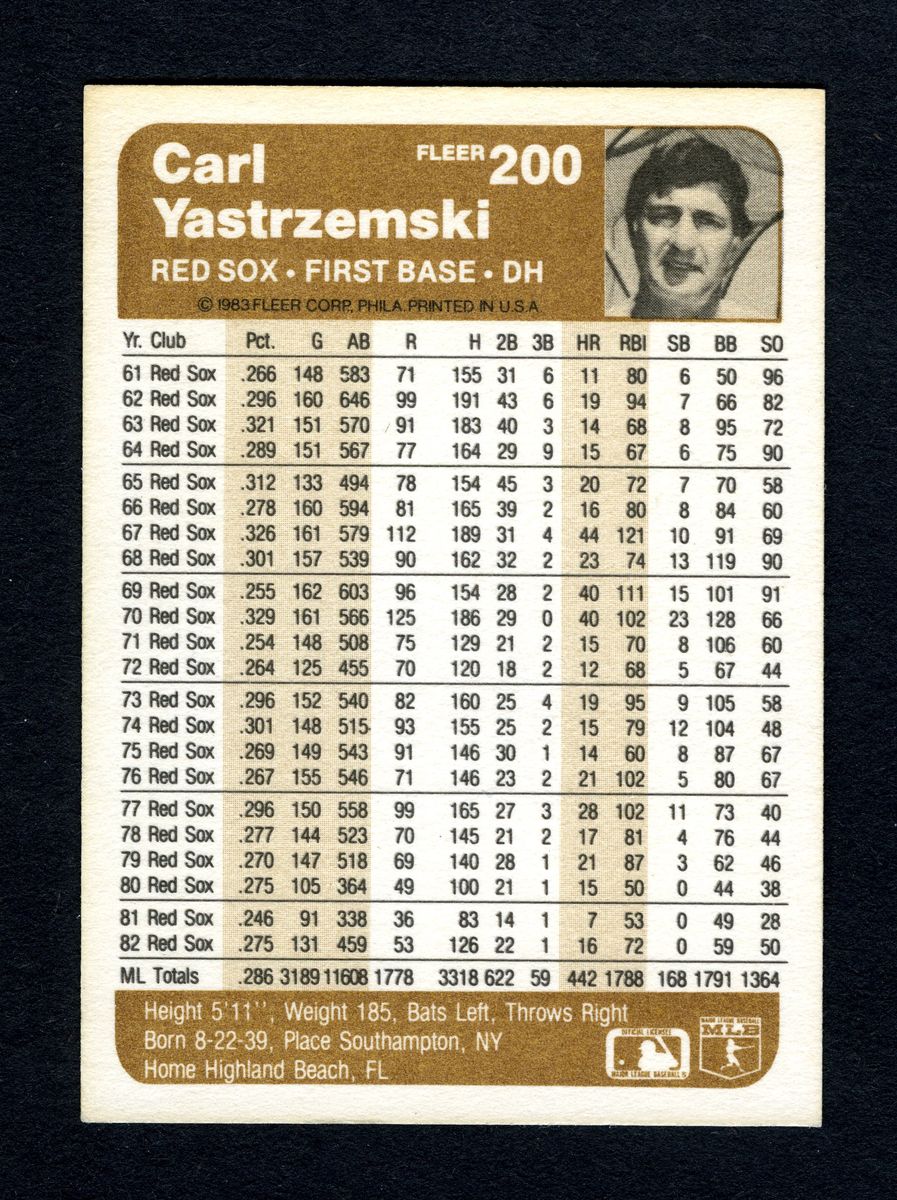 Carl
FLEER 200
Yastrzemski
RED SOX • FIRST BASE • DH
© 1983 FLEER CORP. PHILA. PRINTED IN U.S.A
Yr. Club Pct. G AB R H 2B 3B HR RBI SB BB SO
61 Red Sox .266 148 583 71 155 31 6 11 80 6 50 96
62 Red Sox .296 160 646 99 191 43 6 19 94 7 66 82
63 Red Sox .321 151 570 91 183 40 3 14 68 8 95 72
64 Red Sox .289 151 567 77 164 29 9 15 67 6 75 90
65 Red Sox .312 133 494 78 154 45 3 20 72 7 70 58
66 Red Sox .278 160 594 81 165 39 2 16 80 8 84 60
67 Red Sox .326 161 579 112 189 31 4 44 121 10 91 69
68 Red Sox .301 157 539 90 162 32 2 23 74 13 119 90
69 Red Sox .255 162 603 96 154 28 2 40 111 15 101 91
70 Red Sox .329 161 566 125 186 29 0 40 102 23 128 66
71 Red Sox .254 148 508 75 129 21 2 15 70 8 106 60
72 Red Sox .264 125 455 70 120 18 2 12 68 5 67 44
73 Red Sox .296 152 540 82 160 25 4 19 95 9 105 58
74 Red Sox .301 148 515 93 155 25 2 15 79 12 104 48
75 Red Sox .269 149 543 91 146 30 1 14 60 8 87 67
76 Red Sox .267 155 546 71 146 23 2 21 102 5 80 67
77 Red Sox .296 150 558 99 165 27 3 28 102 11 73 40
78 Red Sox .277 144 523 70 145 21 2 17 81 4 76 44
79 Red Sox .270 147 518 69 140 28 1 21 87 3 62 46
80 Red Sox .275 105 364 49 100 21 1 15 50 0 44 38
81 Red Sox .246 91 338 36 83 14 1 7 53 0 49 28
82 Red Sox .275 131 459 53 126 22 1 16 72 0 59 50
ML Totals .286 3189 11608 1778 3318 622 59 442 1788 168 1791 1364
Height 5'11'', Weight 185, Bats Left, Throws Right
Born 8-22-39, Place Southampton, NY
Home Highland Beach, FL
OFFICIAL LICENSEE
MAJOR LEAGUE BASEBALL
MAJOR LEAGUE BASEBALL
MLB